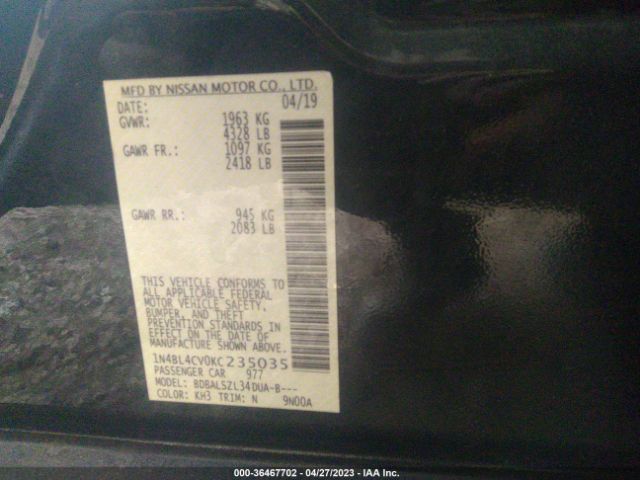 MFD BY NISSAN MOTOR CO., LTD.
DATE: 04/19
GVWR: 1963 KG
4328 LB
GAWR FR.: 1097 KG
2418 LB
GAWR RR.: 945 KG
2083 LB
THIS VEHICLE CONFORMS TO
ALL APPLICABLE FEDERAL
MOTOR VEHICLE SAFETY,
BUMPER, AND THEFT
PREVENTION STANDARDS IN
EFFECT ON THE DATE OF
MANUFACTURE SHOWN ABOVE.
1N4BL4CV0KC235035
PASSENGER CAR 977
MODEL: BDBALSZL34DUA-B---
COLOR: KH3 TRIM: N 9N00A
000-36467702 - 04/27/2023 - IAA Inc.